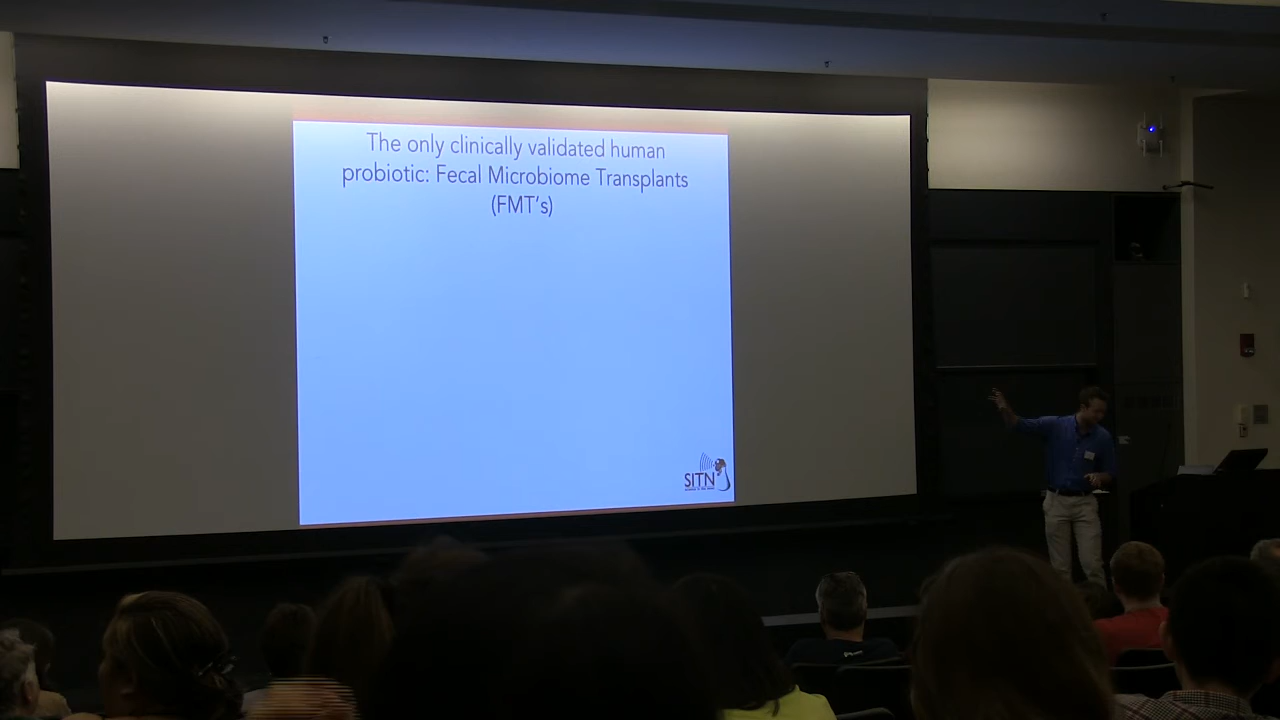 The only clinically validated human
probiotic: Fecal Microbiome Transplants
(FMT's)
SITN